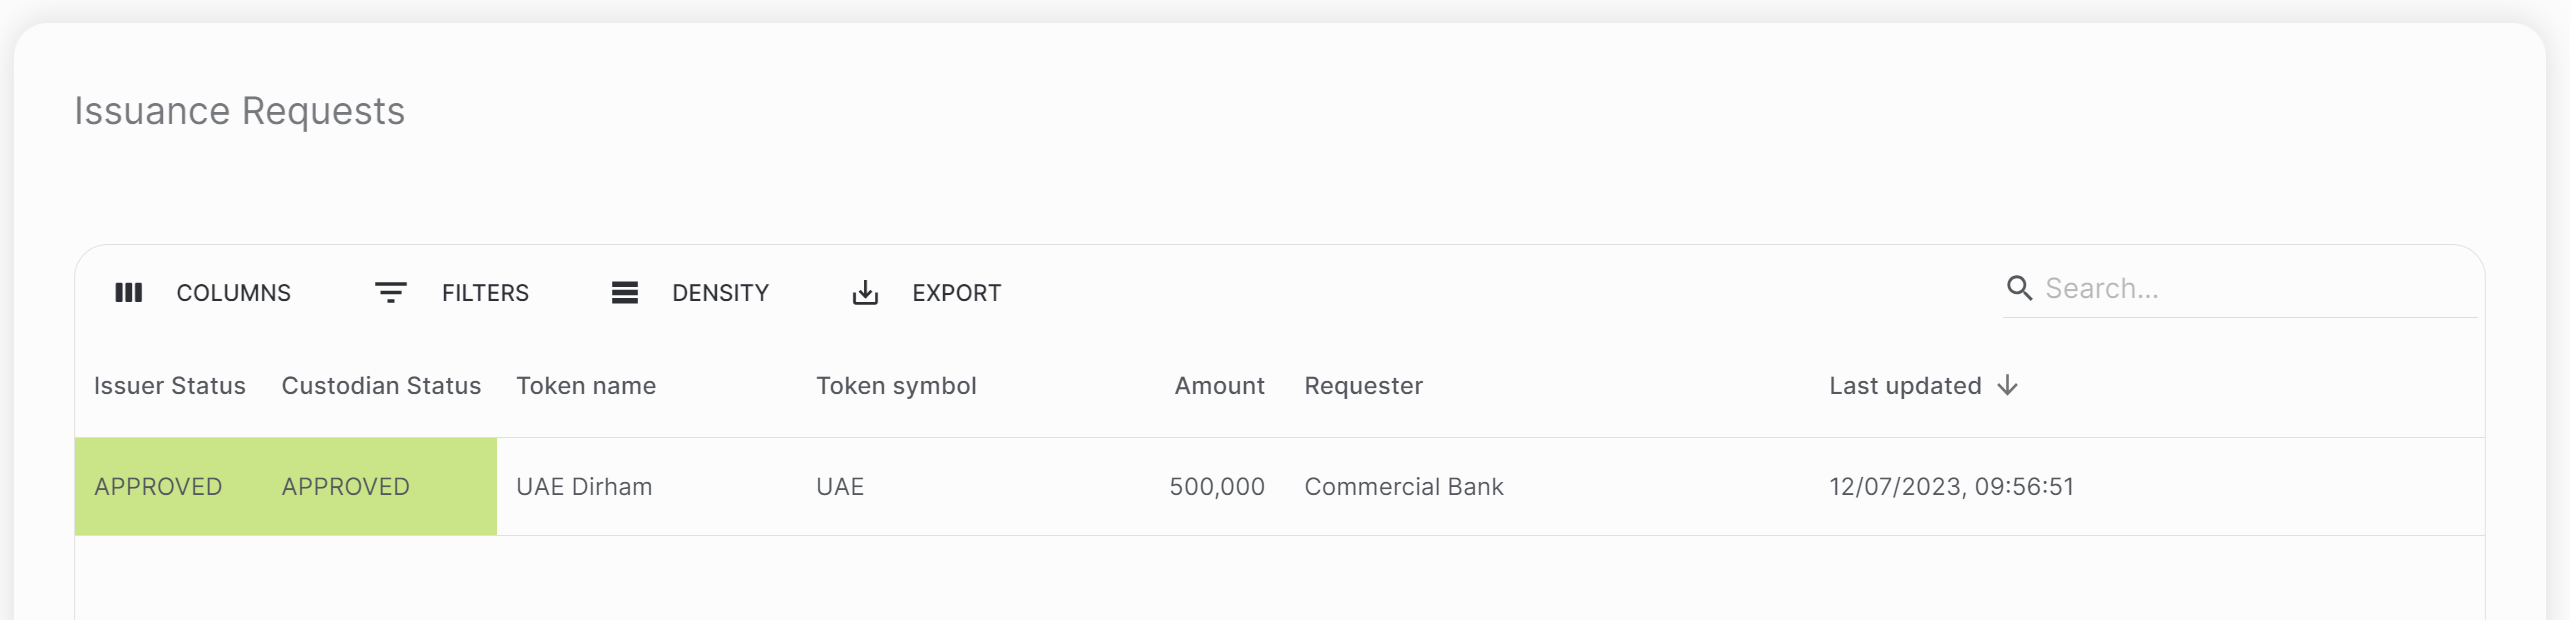 Issuance Requests
COLUMNS FILTERS DENSITY EXPORT Search...
Issuer Status Custodian Status Token name Token symbol Amount Requester Last updated
APPROVED APPROVED UAE Dirham UAE 500,000 Commercial Bank 12/07/2023, 09:56:51